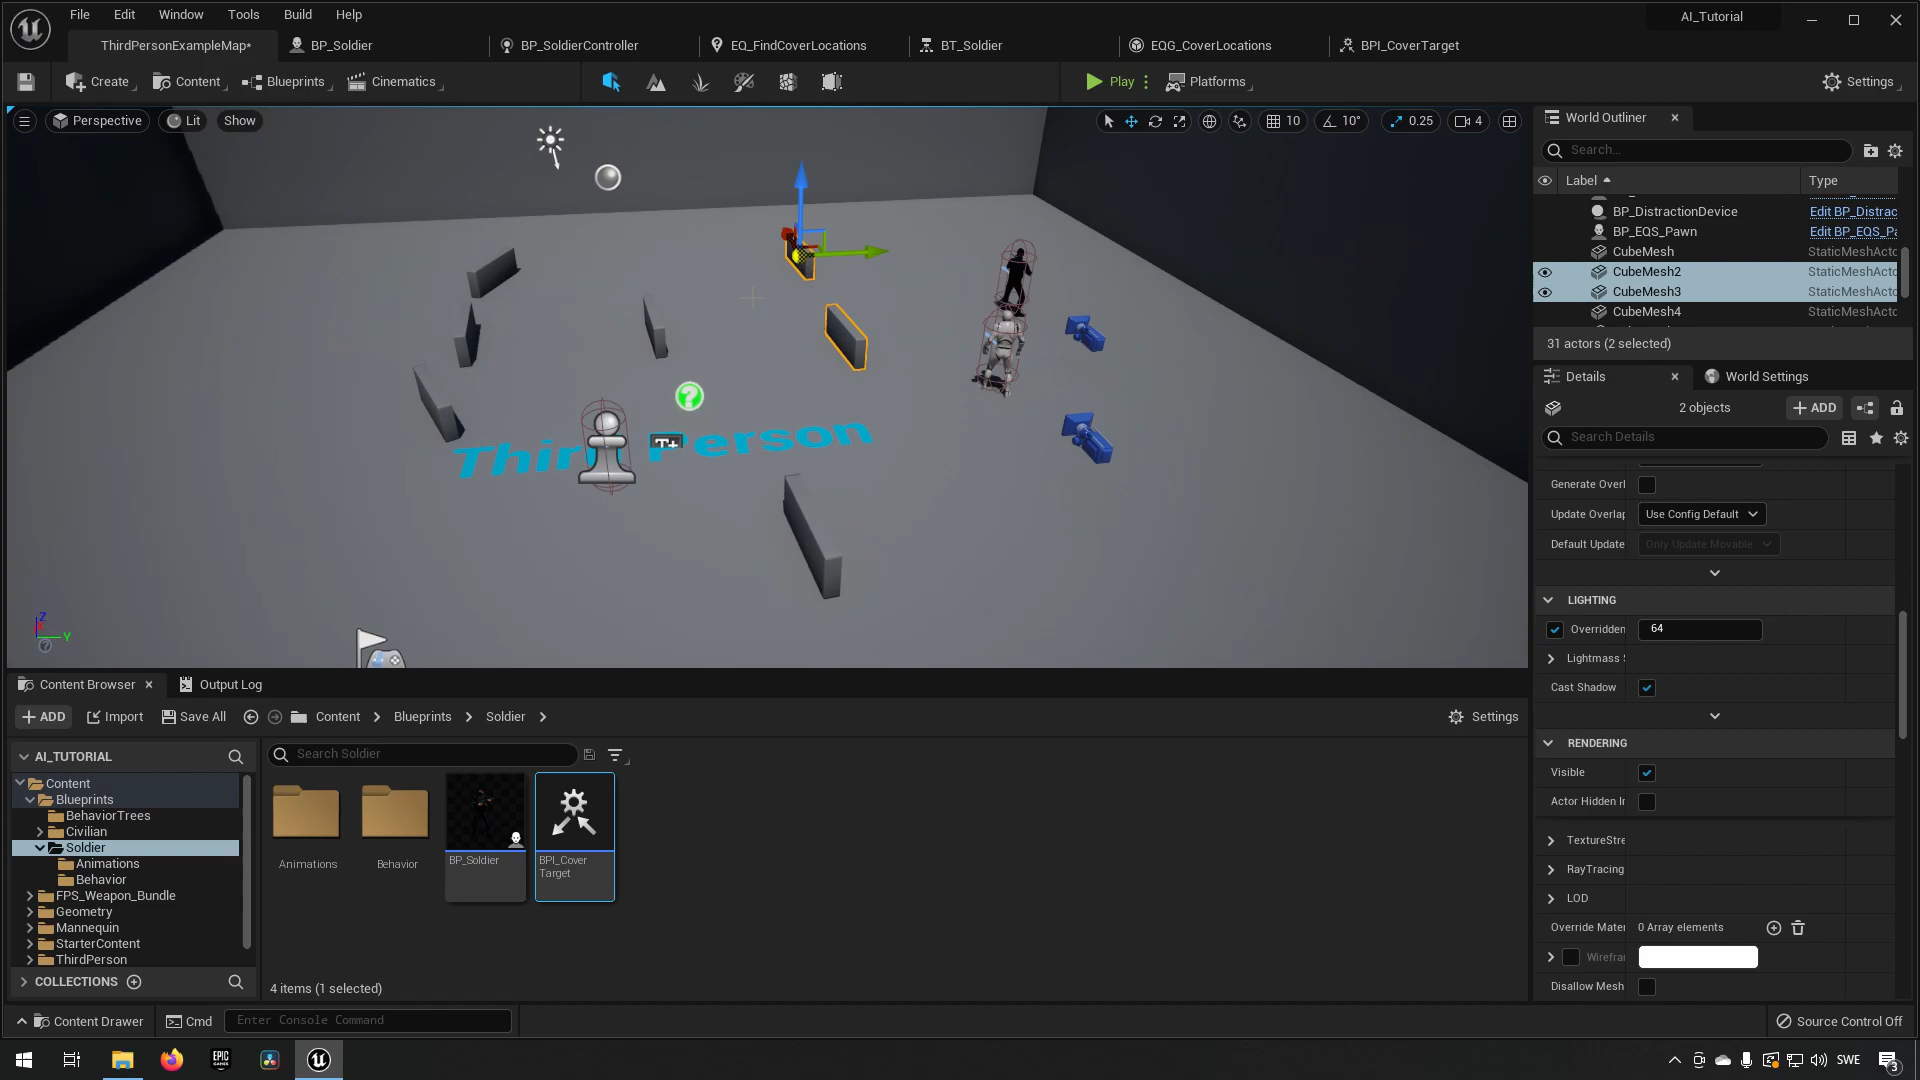 File Edit Window Tools Build Help
AI_Tutorial
ThirdPersonExampleMap*
BP_Soldier
BP_SoldierController
EQ_FindCoverLocations
BT_Soldier
EQG_CoverLocations
BPI_CoverTarget
Create
Content
Blueprints
Cinematics
Play
Platforms
Settings
Perspective
Lit
Show
10
10°
0.25
4
World Outliner
Search...
Label
Type
BP_DistractionDevice
Edit BP_Distrac
BP_EQS_Pawn
Edit BP_EQS_Pa
CubeMesh
StaticMeshActo
CubeMesh2
StaticMeshActo
CubeMesh3
StaticMeshActo
CubeMesh4
StaticMeshActo
31 actors (2 selected)
Details
World Settings
2 objects
ADD
Search Details
Generate Overl
Update Overlap
Use Config Default
Default Update
Only Update Movable
LIGHTING
Overridden
64
Lightmass S
Cast Shadow
RENDERING
Visible
Actor Hidden In
TextureStre
RayTracing
LOD
Override Mater
0 Array elements
Wirefran
Disallow Mesh
Third Person
T+
Z
Y
Content Browser
Output Log
ADD
Import
Save All
Content
Blueprints
Soldier
Settings
AI_TUTORIAL
Search Soldier
Content
Blueprints
BehaviorTrees
Civilian
Soldier
Animations
Behavior
FPS_Weapon_Bundle
Geometry
Mannequin
StarterContent
ThirdPerson
COLLECTIONS
Animations
Behavior
BP_Soldier
BPI_Cover
Target
4 items (1 selected)
Content Drawer
Cmd
Enter Console Command
Source Control Off
EPIC
GAMES
SWE
3